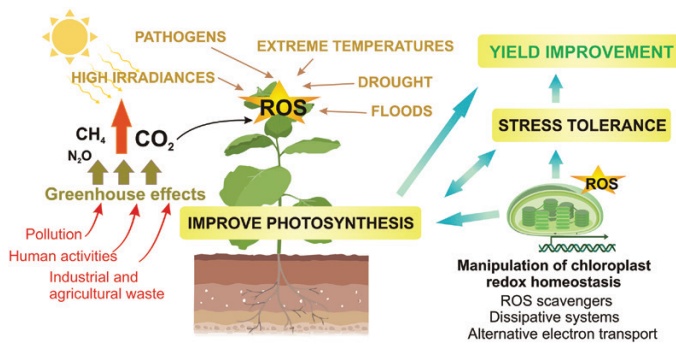 PATHOGENS
EXTREME TEMPERATURES
HIGH IRRADIANCES
DROUGHT
ROS
FLOODS
CH4
CO2
N2O
Greenhouse effects
Pollution
Human activities
Industrial and
agricultural waste
IMPROVE PHOTOSYNTHESIS
YIELD IMPROVEMENT
STRESS TOLERANCE
ROS
Manipulation of chloroplast
redox homeostasis
ROS scavengers
Dissipative systems
Alternative electron transport